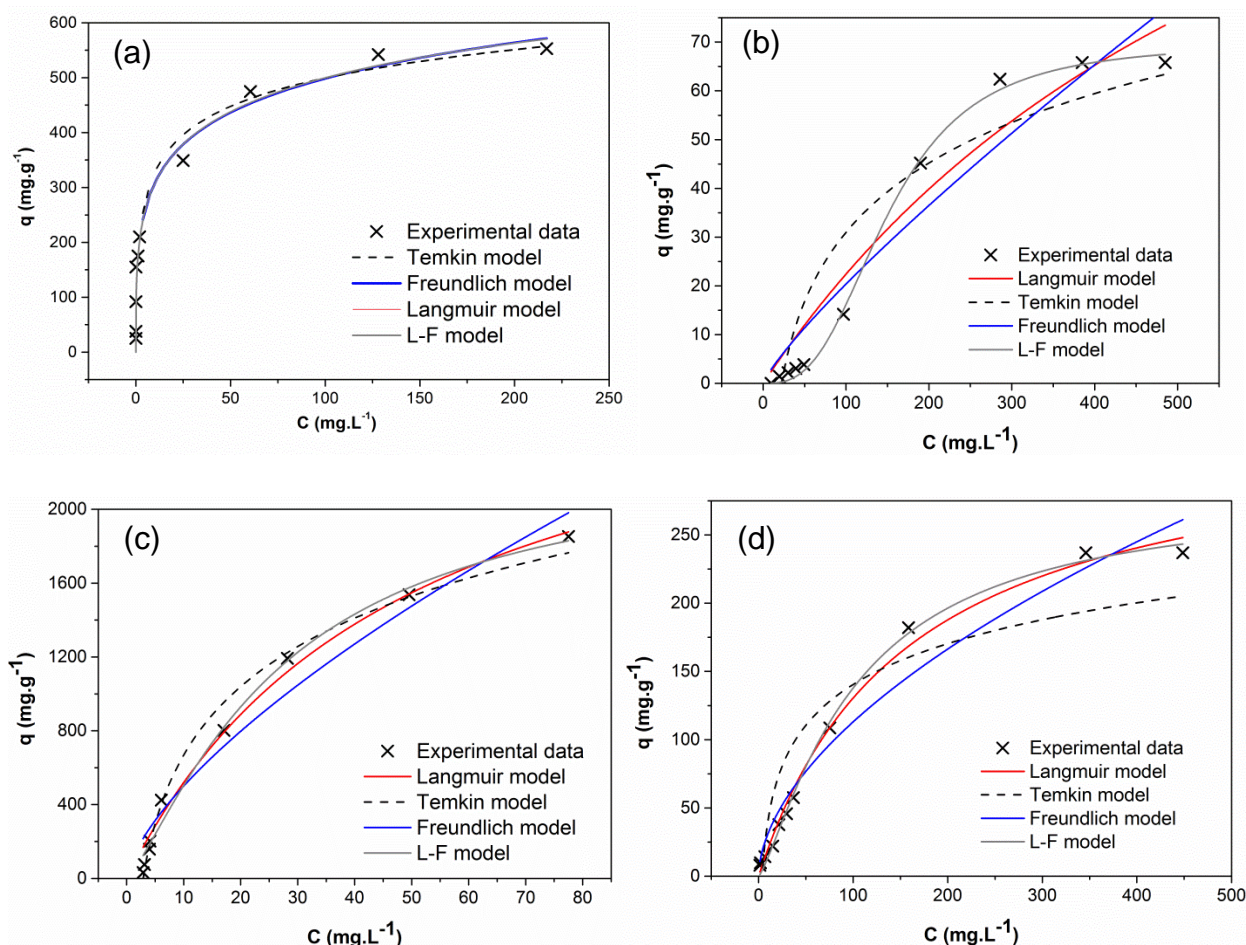 (a)
600
500
400
300
200
100
0
q (mg.g⁻¹)
Experimental data
Temkin model
Freundlich model
Langmuir model
L-F model
0 50 100 150 200 250
C (mg.L⁻¹)
(b)
70
60
50
40
30
20
10
0
q (mg.g⁻¹)
Experimental data
Langmuir model
Temkin model
Freundlich model
L-F model
0 100 200 300 400 500
C (mg.L⁻¹)
(c)
2000
1600
1200
800
400
0
q (mg.g⁻¹)
Experimental data
Langmuir model
Temkin model
Freundlich model
L-F model
0 10 20 30 40 50 60 70 80
C (mg.L⁻¹)
(d)
250
200
150
100
50
0
q (mg.g⁻¹)
Experimental data
Langmuir model
Temkin model
Freundlich model
L-F model
0 100 200 300 400 500
C (mg.L⁻¹)